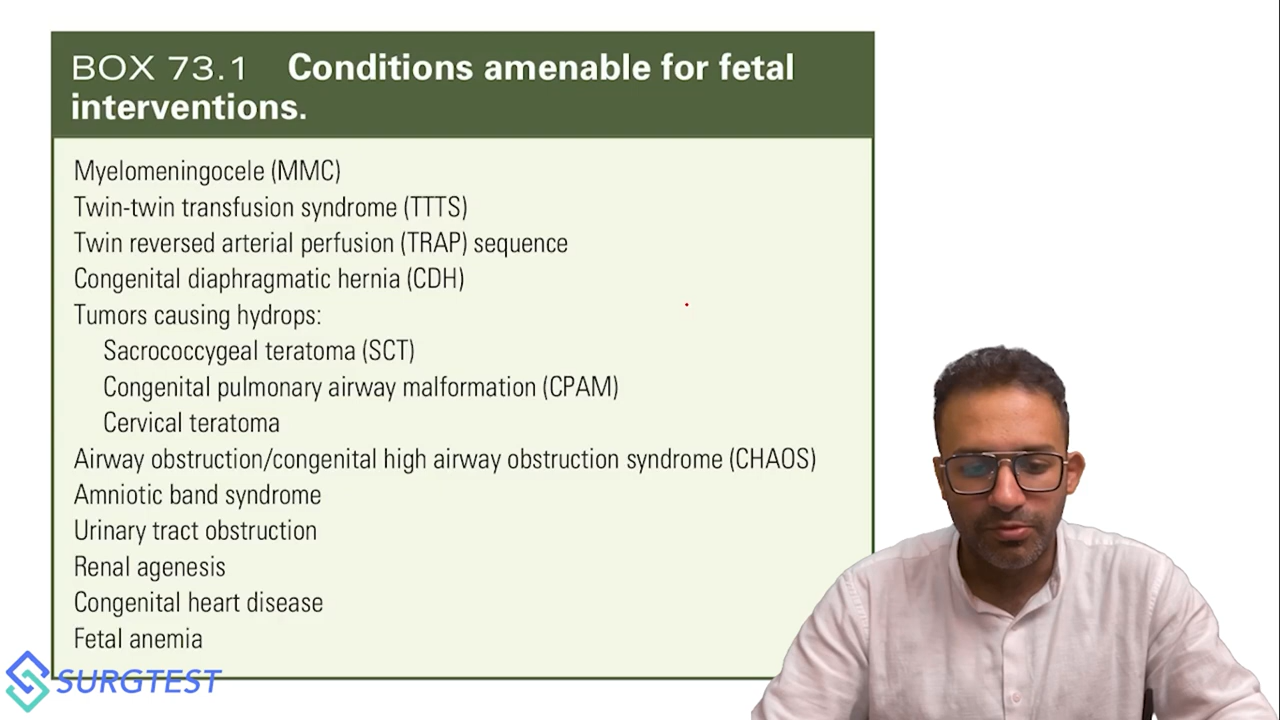 BOX 73.1 Conditions amenable for fetal
interventions.
Myelomeningocele (MMC)
Twin-twin transfusion syndrome (TTTS)
Twin reversed arterial perfusion (TRAP) sequence
Congenital diaphragmatic hernia (CDH)
Tumors causing hydrops:
Sacrococcygeal teratoma (SCT)
Congenital pulmonary airway malformation (CPAM)
Cervical teratoma
Airway obstruction/congenital high airway obstruction syndrome (CHAOS)
Amniotic band syndrome
Urinary tract obstruction
Renal agenesis
Congenital heart disease
Fetal anemia
SURGTEST